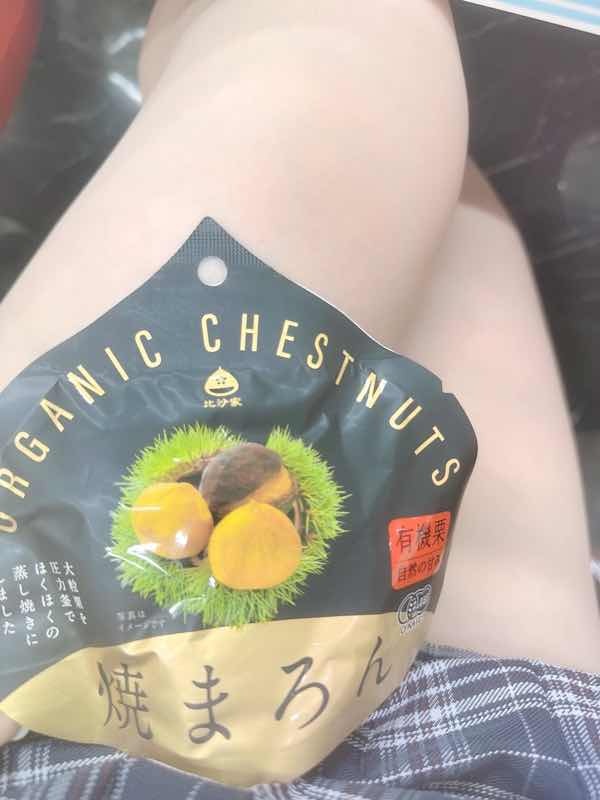 ORGANIC CHESTNUTS
比沙家
有機栗
自然の甘み
大粒栗を
圧力釜で
ほくほくの
蒸し焼きに
しました
写真は
イメージです
焼まろん